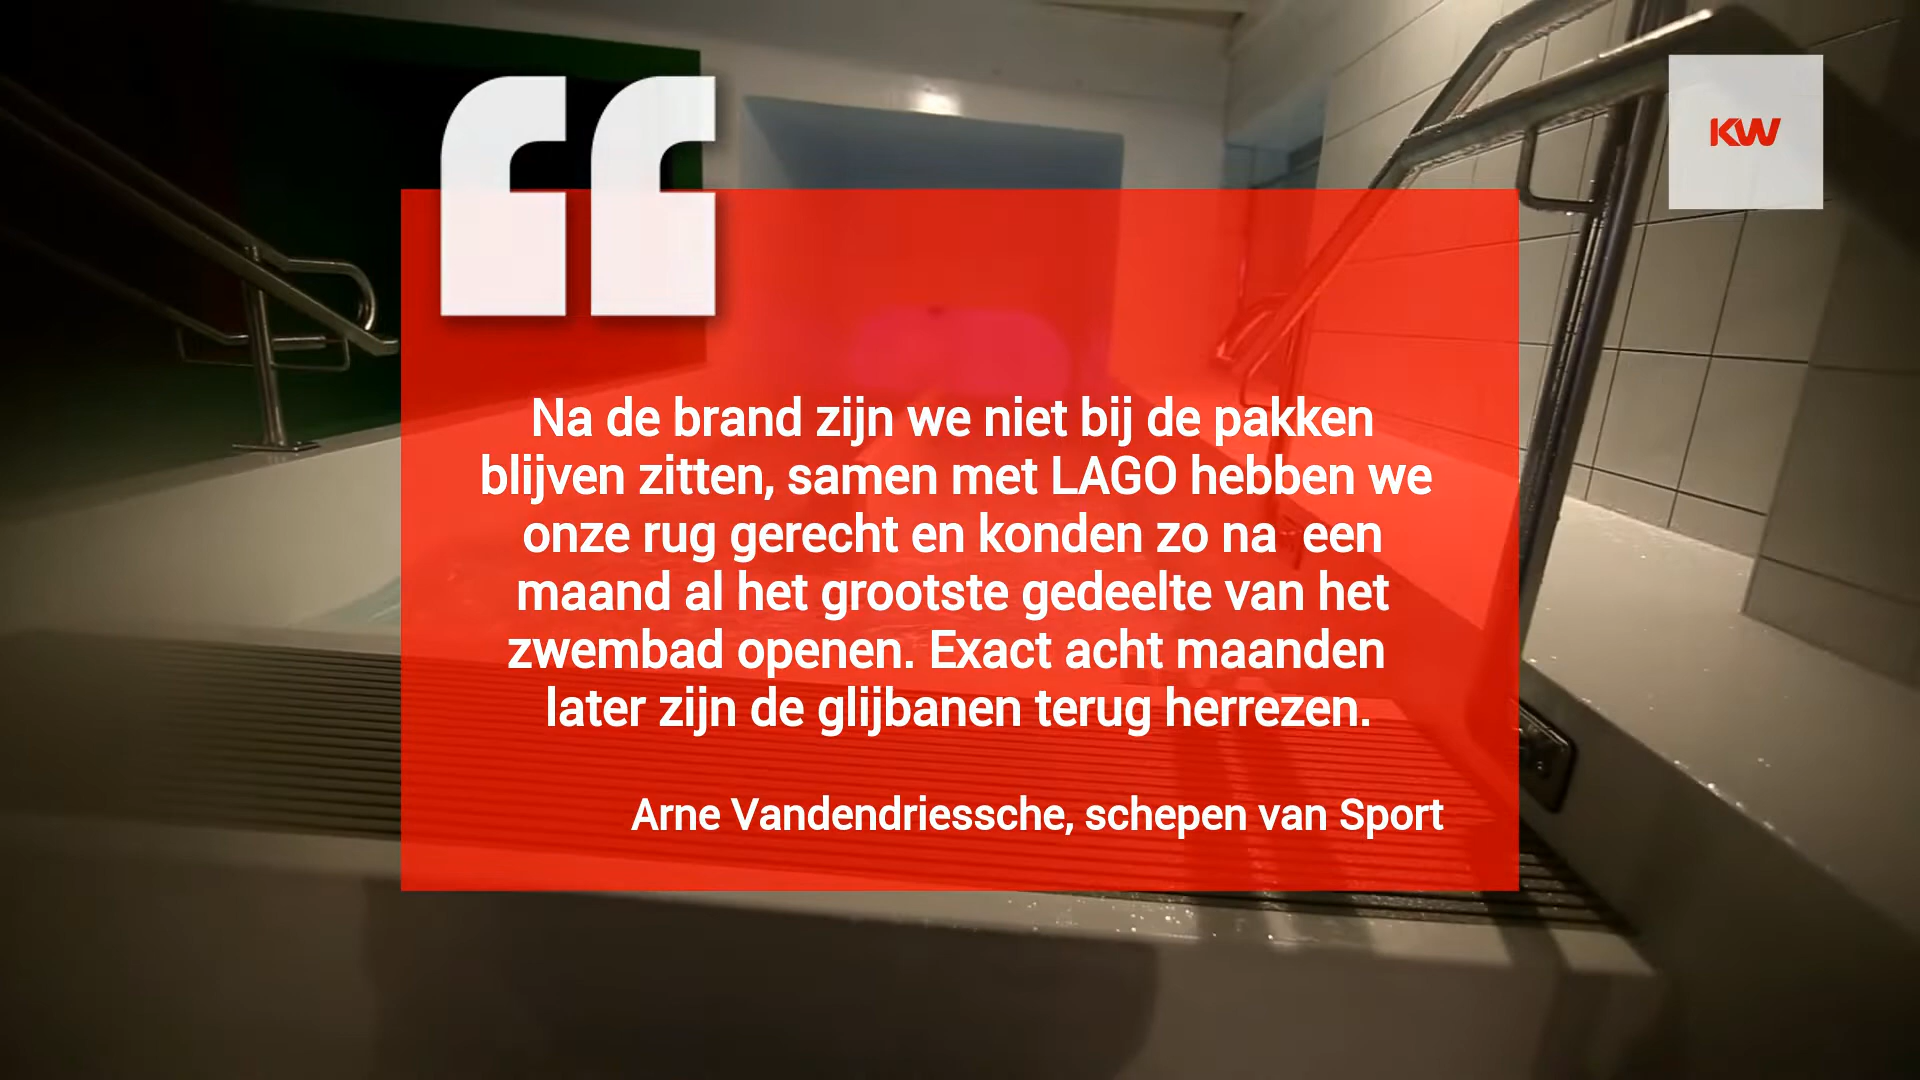 KW
Na de brand zijn we niet bij de pakken
blijven zitten, samen met LAGO hebben we
onze rug gerecht en konden zo na  een
maand al het grootste gedeelte van het
zwembad openen. Exact acht maanden
later zijn de glijbanen terug herrezen.
Arne Vandendriessche, schepen van Sport